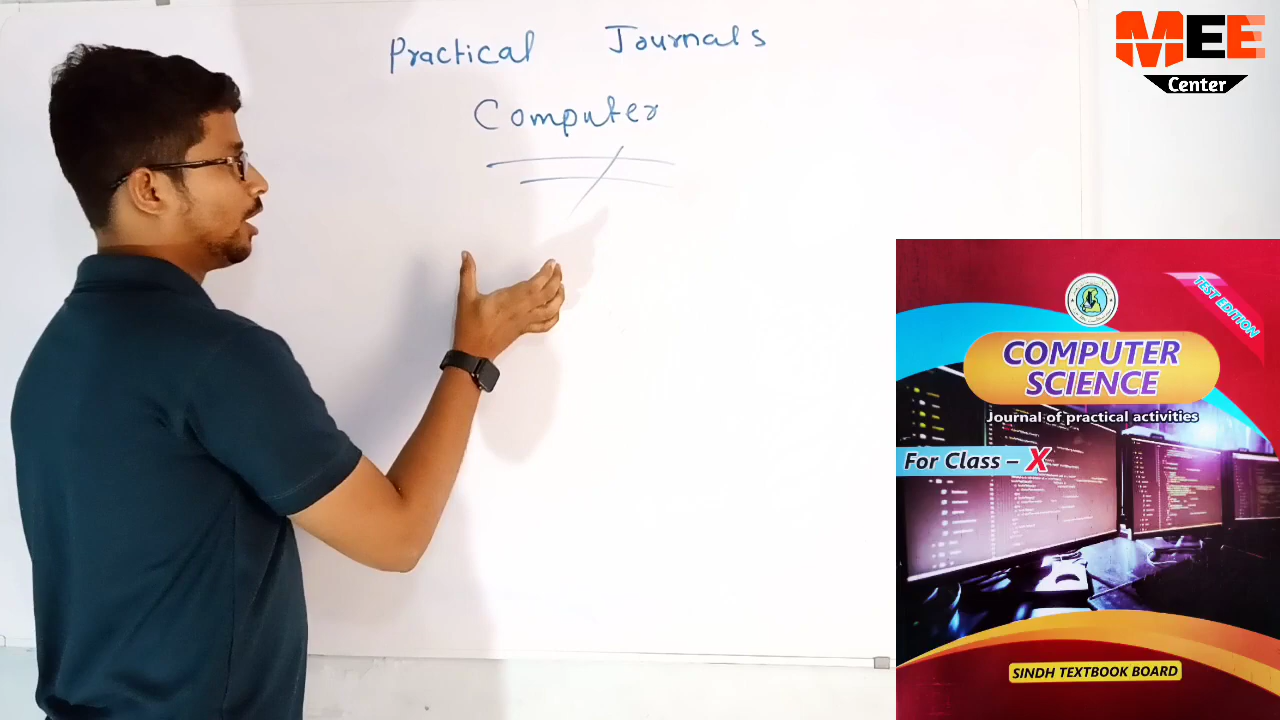 Practical Journals
Computer
MEE
Center
TEST EDITION
COMPUTER
SCIENCE
Journal of practical activities
For Class – X
SINDH TEXTBOOK BOARD